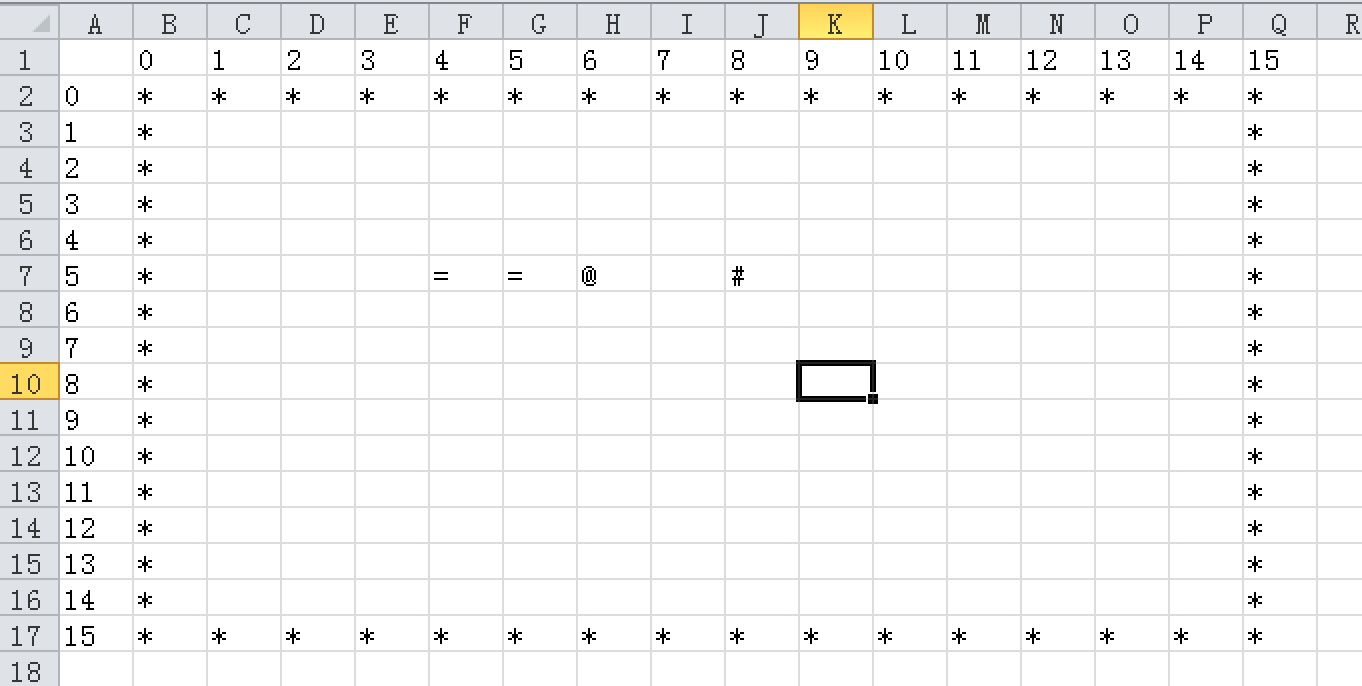 A B C D E F G H I J K L M N O P Q R
1 0 1 2 3 4 5 6 7 8 9 10 11 12 13 14 15
2 0 * * * * * * * * * * * * * * * *
3 1 * *
4 2 * *
5 3 * *
6 4 * *
7 5 * = = @ # *
8 6 * *
9 7 * *
10 8 * *
11 9 * *
12 10 * *
13 11 * *
14 12 * *
15 13 * *
16 14 * *
17 15 * * * * * * * * * * * * * * * *
18